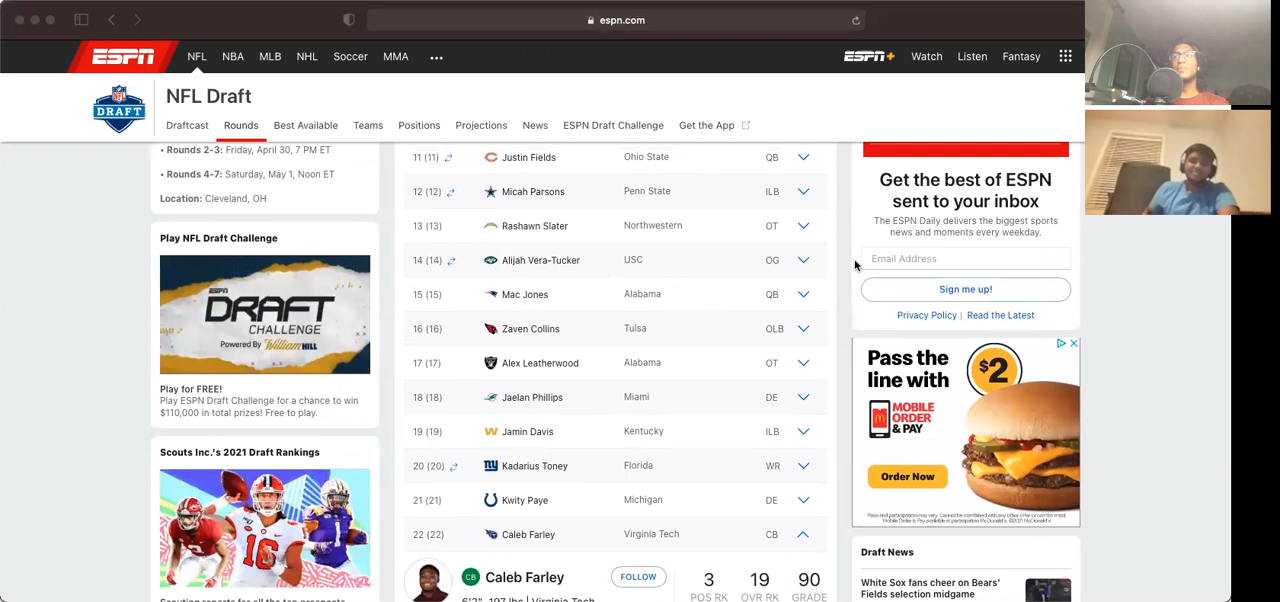 espn.com
ESPN NFL NBA MLB NHL Soccer MMA ... ESPN+ Watch Listen Fantasy
NFL DRAFT
NFL Draft
Draftcast Rounds Best Available Teams Positions Projections News ESPN Draft Challenge Get the App
• Rounds 2-3: Friday, April 30, 7 PM ET
• Rounds 4-7: Saturday, May 1, Noon ET
Location: Cleveland, OH
Play NFL Draft Challenge
ESPN
DRAFT
CHALLENGE
Powered By William HILL
Play for FREE!
Play ESPN Draft Challenge for a chance to win
$110,000 in total prizes! Free to play.
Scouts Inc.'s 2021 Draft Rankings
16
11 (11) Justin Fields Ohio State QB
12 (12) Micah Parsons Penn State ILB
13 (13) Rashawn Slater Northwestern OT
14 (14) Alijah Vera-Tucker USC OG
15 (15) Mac Jones Alabama QB
16 (16) Zaven Collins Tulsa OLB
17 (17) Alex Leatherwood Alabama OT
18 (18) Jaelan Phillips Miami DE
19 (19) Jamin Davis Kentucky ILB
20 (20) Kadarius Toney Florida WR
21 (21) Kwity Paye Michigan DE
22 (22) Caleb Farley Virginia Tech CB
CB Caleb Farley FOLLOW 3 19 90
POS RK OVR RK GRADE
Get the best of ESPN
sent to your inbox
The ESPN Daily delivers the biggest sports
news and moments every weekday.
Email Address
Sign me up!
Privacy Policy | Read the Latest
Pass the
line with
$2
MOBILE
ORDER
& PAY
Order Now
Draft News
White Sox fans cheer on Bears'
Fields selection midgame